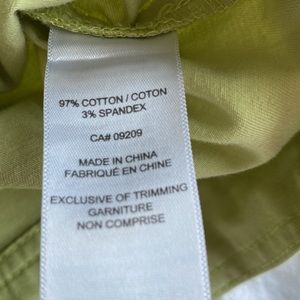 97% COTTON / COTON
3% SPANDEX
CA# 09209
MADE IN CHINA
FABRIQUÉ EN CHINE
EXCLUSIVE OF TRIMMING
GARNITURE
NON COMPRISE